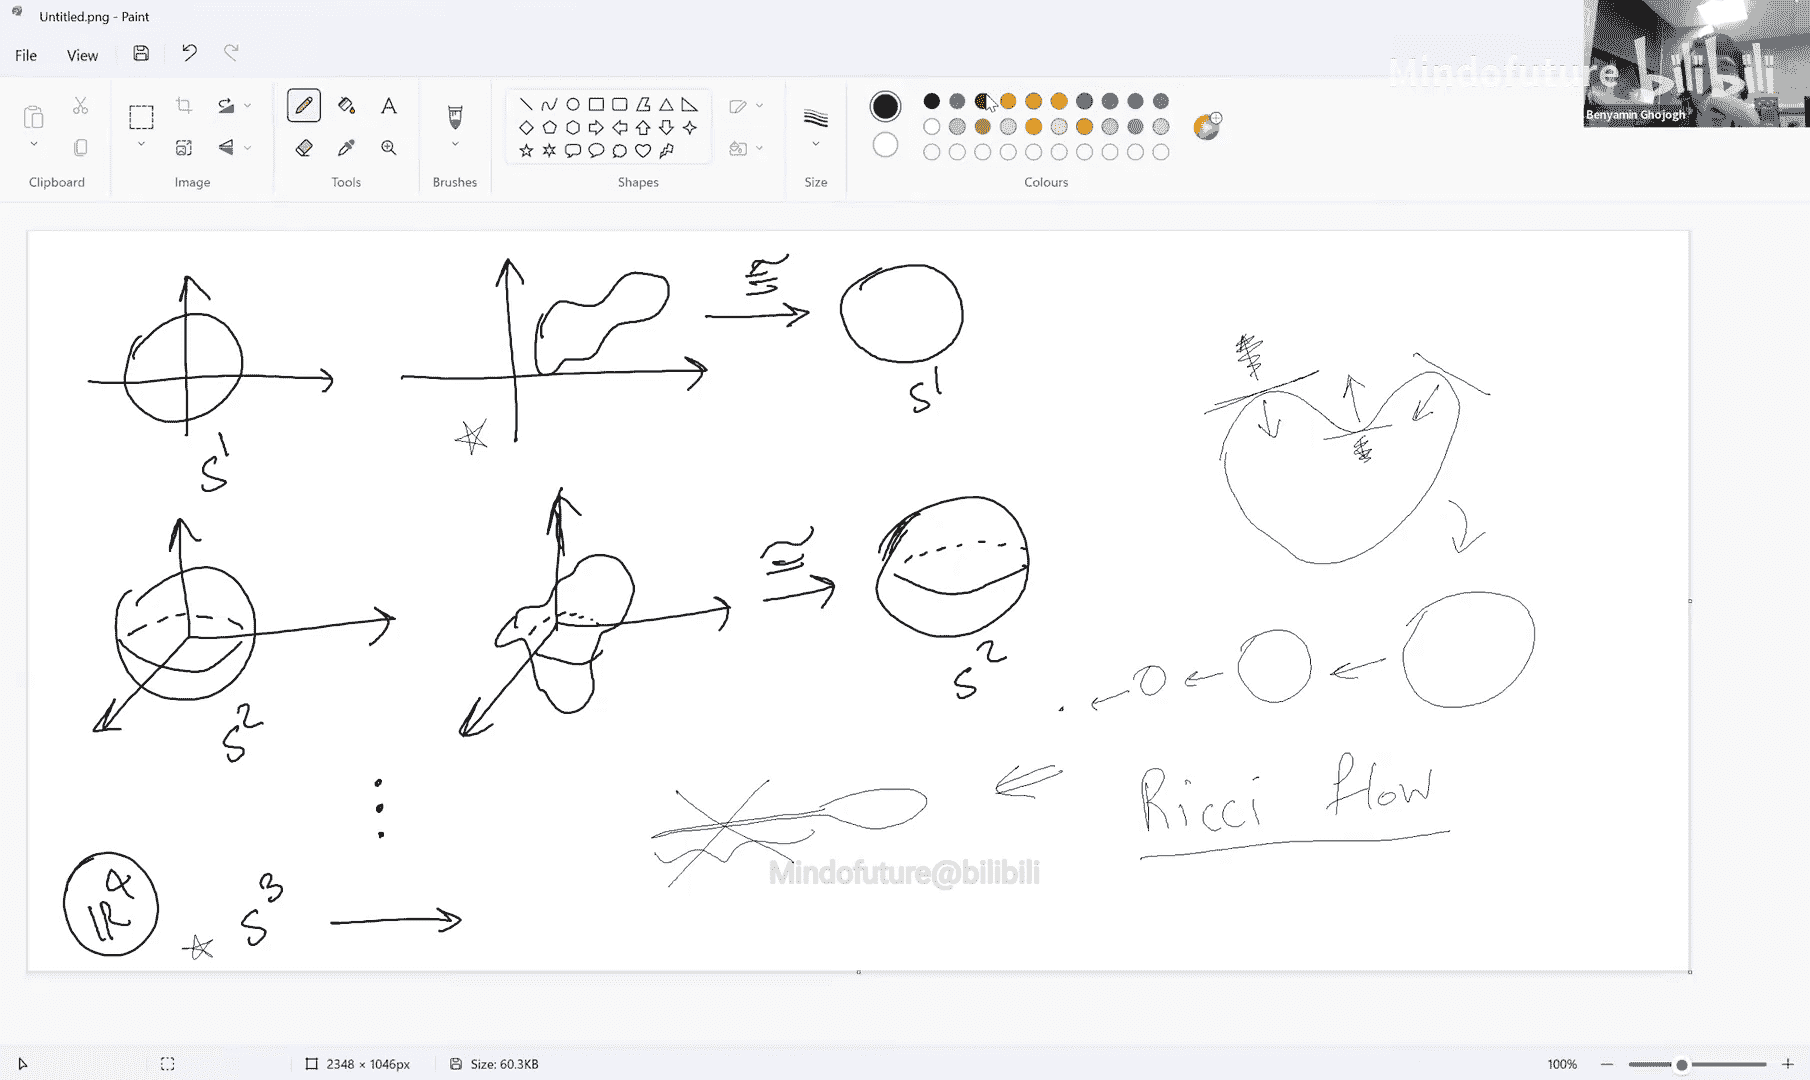 Untitled.png - Paint
File View
Mindofuture bilibili
Benyamin Ghojogh
A
Clipboard Image Tools Brushes Shapes Size Colours
≅
S¹
S¹
≅
S²
S²
Ricci flow
Mindofuture@bilibili
IR⁴
S³
2348 × 1046px Size: 60.3KB 100%